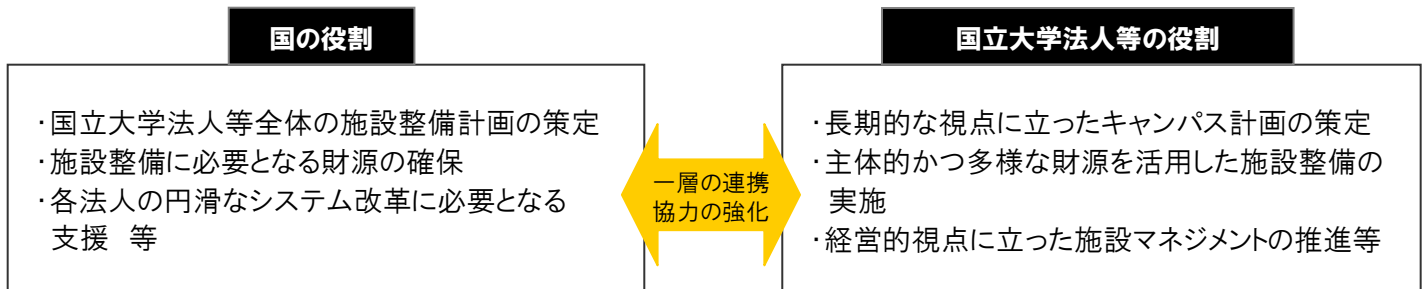 国の役割
・国立大学法人等全体の施設整備計画の策定
・施設整備に必要となる財源の確保
・各法人の円滑なシステム改革に必要となる
支援　等
一層の連携
協力の強化
国立大学法人等の役割
・長期的な視点に立ったキャンパス計画の策定
・主体的かつ多様な財源を活用した施設整備の
実施
・経営的視点に立った施設マネジメントの推進等